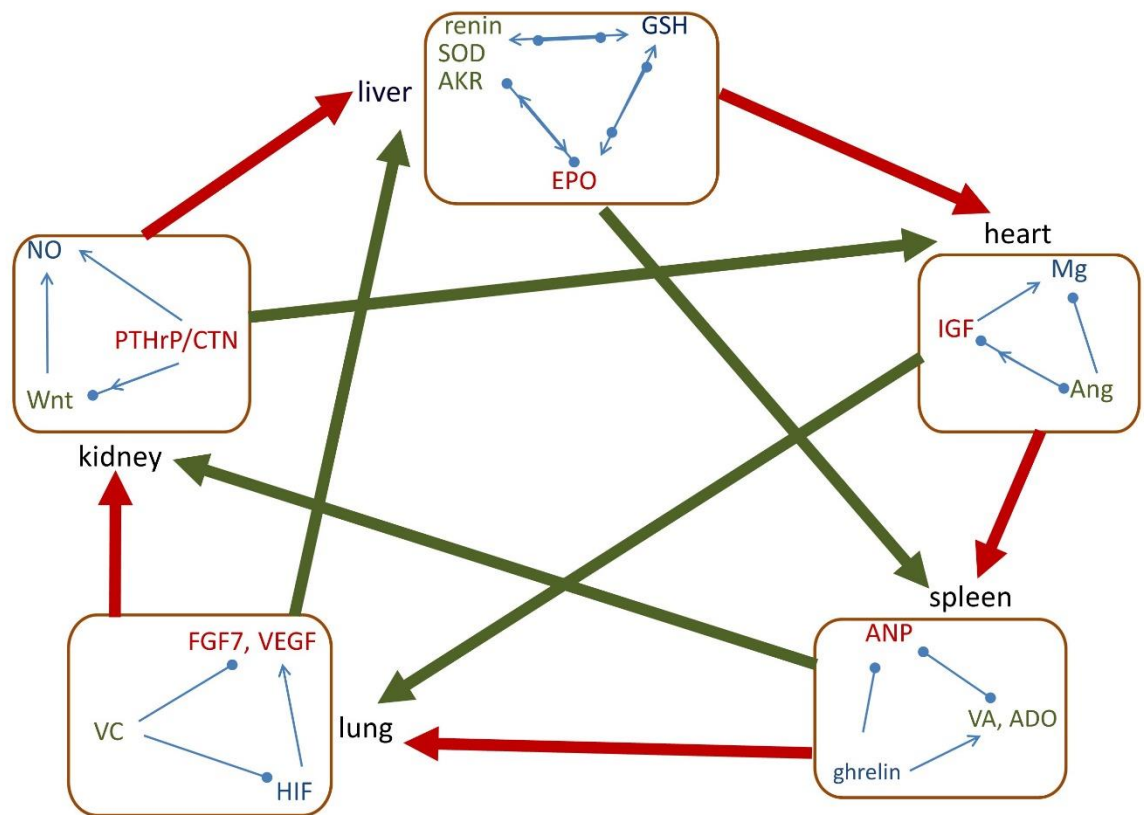 renin
GSH
SOD
AKR
liver
EPO
heart
NO
Mg
PTHrP/CTN
IGF
Wnt
Ang
kidney
spleen
FGF7, VEGF
ANP
VC
lung
VA, ADO
HIF
ghrelin